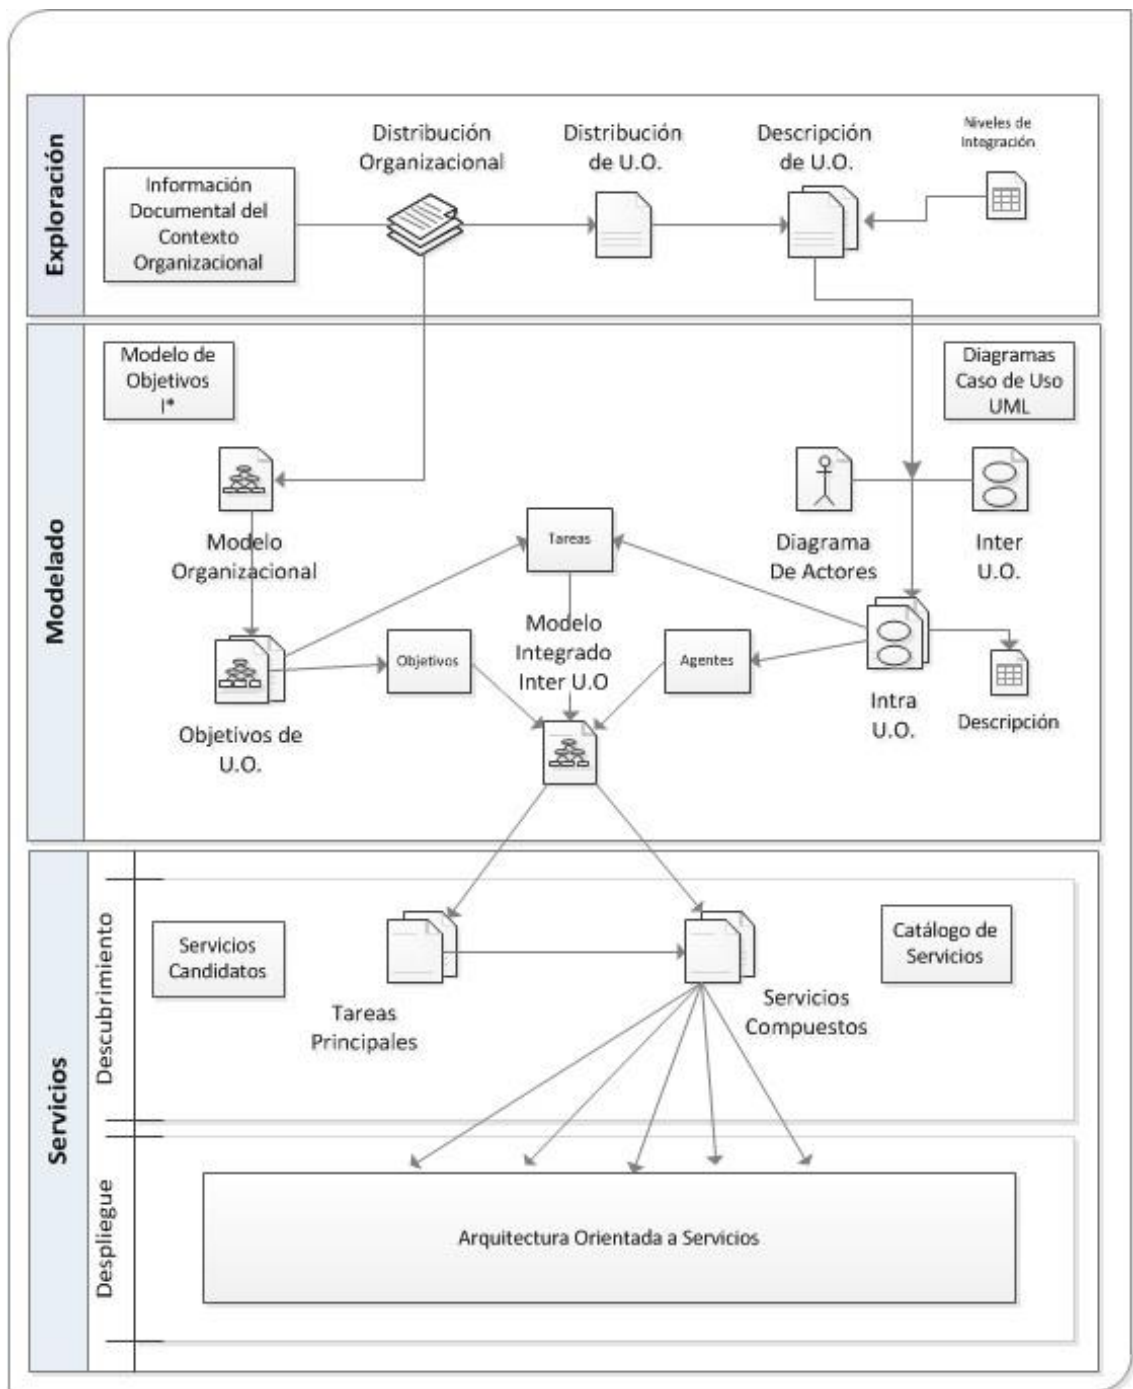 Exploración
Información
Documental del
Contexto
Organizacional
Distribución
Organizacional
Distribución
de U.O.
Descripción
de U.O.
Niveles de
Integración
Modelado
Modelo de
Objetivos
I*
Diagramas
Caso de Uso
UML
Modelo
Organizacional
Tareas
Diagrama
De Actores
Inter
U.O.
Objetivos
Modelo
Integrado
Inter U.O
Agentes
Objetivos de
U.O.
Intra
U.O.
Descripción
Servicios
Descubrimiento
Servicios
Candidatos
Tareas
Principales
Servicios
Compuestos
Catálogo de
Servicios
Despliegue
Arquitectura Orientada a Servicios